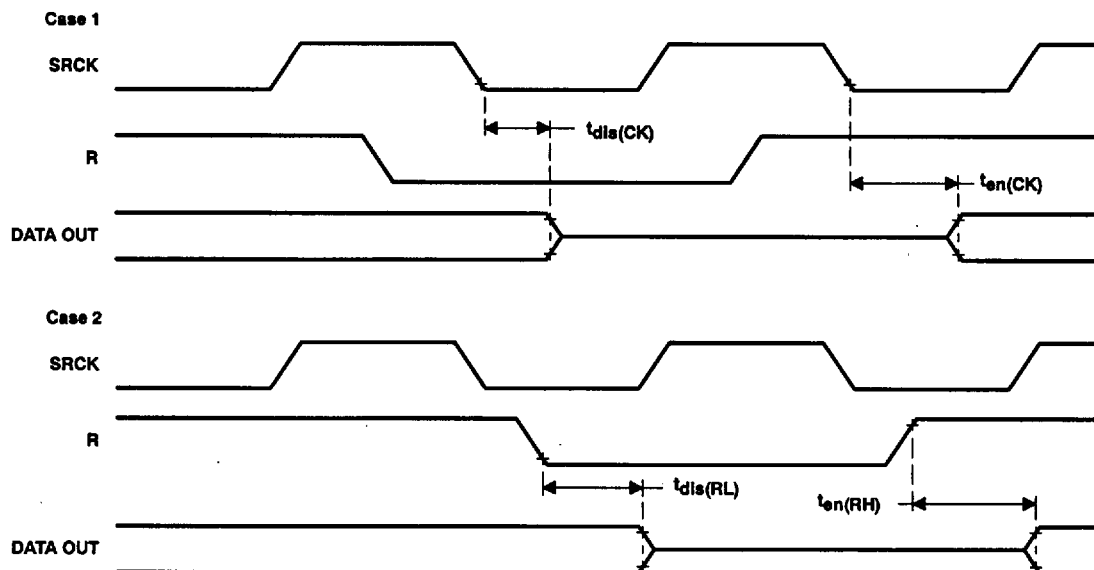 Case 1
SRCK
tdis(CK)
R
ten(CK)
DATA OUT
Case 2
SRCK
R
tdis(RL)
ten(RH)
DATA OUT